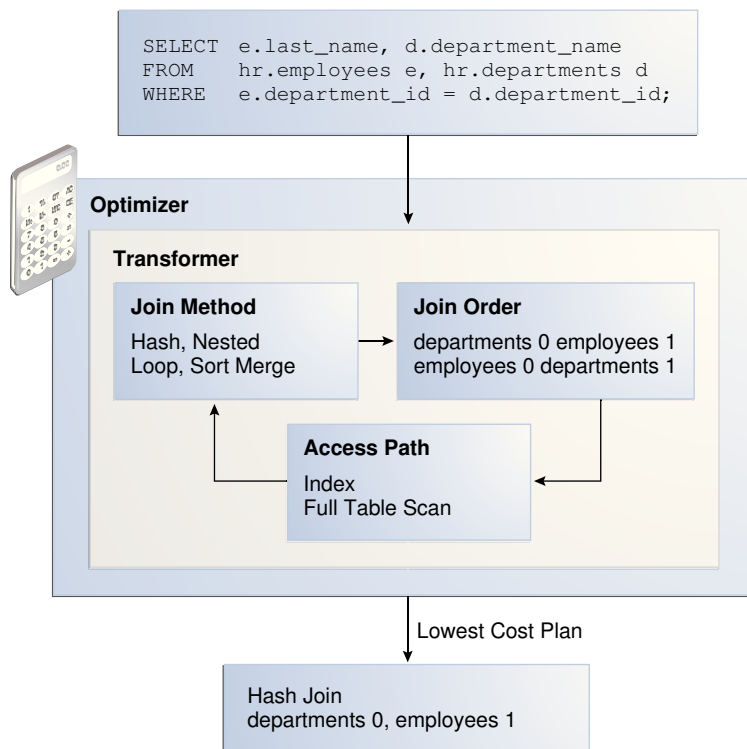 SELECT e.last_name, d.department_name
FROM hr.employees e, hr.departments d
WHERE e.department_id = d.department_id;
Optimizer
Transformer
Join Method
Hash, Nested
Loop, Sort Merge
Join Order
departments 0 employees 1
employees 0 departments 1
Access Path
Index
Full Table Scan
Lowest Cost Plan
Hash Join
departments 0, employees 1